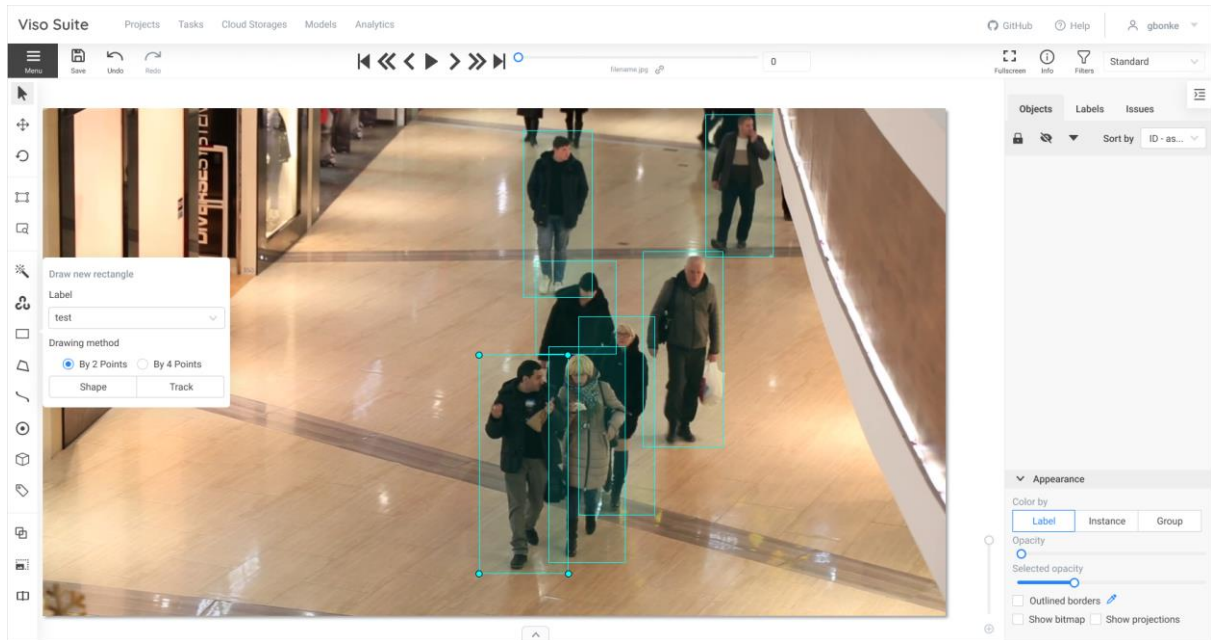 Viso Suite Projects Tasks Cloud Storages Models Analytics GitHub Help gbonke
Menu Save Undo Redo filename.jpg 0 Fullscreen Info Filters Standard
Objects Labels Issues
Sort by ID - as...
DIVERSE SYSTEM
Draw new rectangle
Label
test
Drawing method
By 2 Points By 4 Points
Shape Track
Appearance
Color by
Label Instance Group
Opacity
Selected opacity
Outlined borders
Show bitmap Show projections